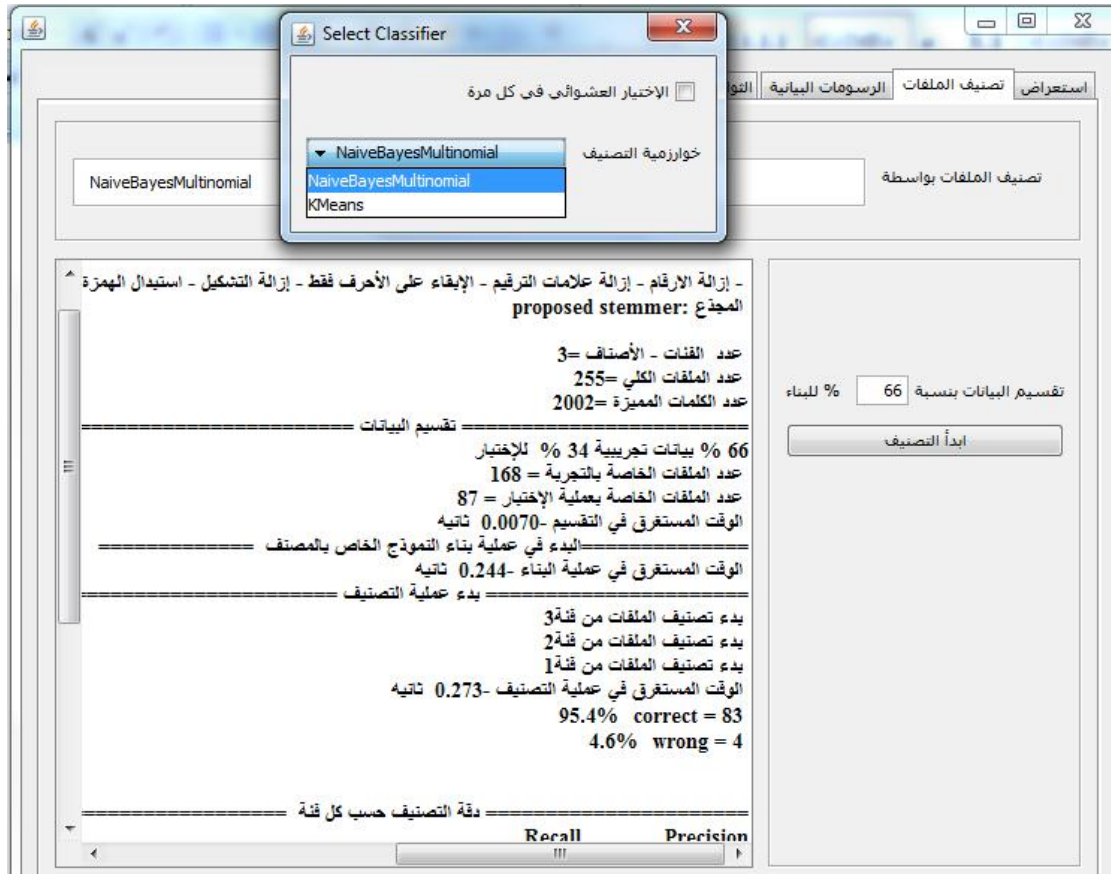 Select Classifier
الإختيار العشوائي في كل مرة
خوارزمية التصنيف
NaiveBayesMultinomial
NaiveBayesMultinomial
KMeans
استعراض
تصنيف الملفات
الرسومات البيانية
تصنيف الملفات بواسطة
NaiveBayesMultinomial
- إزالة الارقام - إزالة علامات الترقيم - الإبقاء على الأحرف فقط - إزالة التشكيل - استبدال الهمزة
المجذع :proposed stemmer
عدد الفئات - الأصناف =3
عدد الملفات الكلي =255
عدد الكلمات المميزة =2002
======================== تقسيم البيانات ========================
66 % بيانات تجريبية 34 % للإختبار
عدد الملفات الخاصة بالتجربة = 168
عدد الملفات الخاصة بعملية الإختبار = 87
الوقت المستغرق في التقسيم -0.0070 ثانيه
==============البدء في عملية بناء النموذج الخاص بالمصنف =============
الوقت المستغرق في عملية البناء -0.244 ثانيه
====================== بدء عملية التصنيف ======================
بدء تصنيف الملفات من فئة3
بدء تصنيف الملفات من فئة2
بدء تصنيف الملفات من فئة1
الوقت المستغرق في عملية التصنيف -0.273 ثانيه
95.4% correct = 83
4.6% wrong = 4
====================== دقة التصنيف حسب كل فئة ==================
Recall Precision
تقسيم البيانات بنسبة 66 % للبناء
ابدأ التصنيف